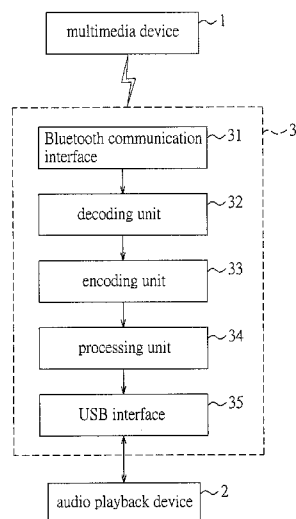 multimedia device 1
Bluetooth communication 31
interface
3
decoding unit 32
encoding unit 33
processing unit 34
USB interface 35
audio playback device 2